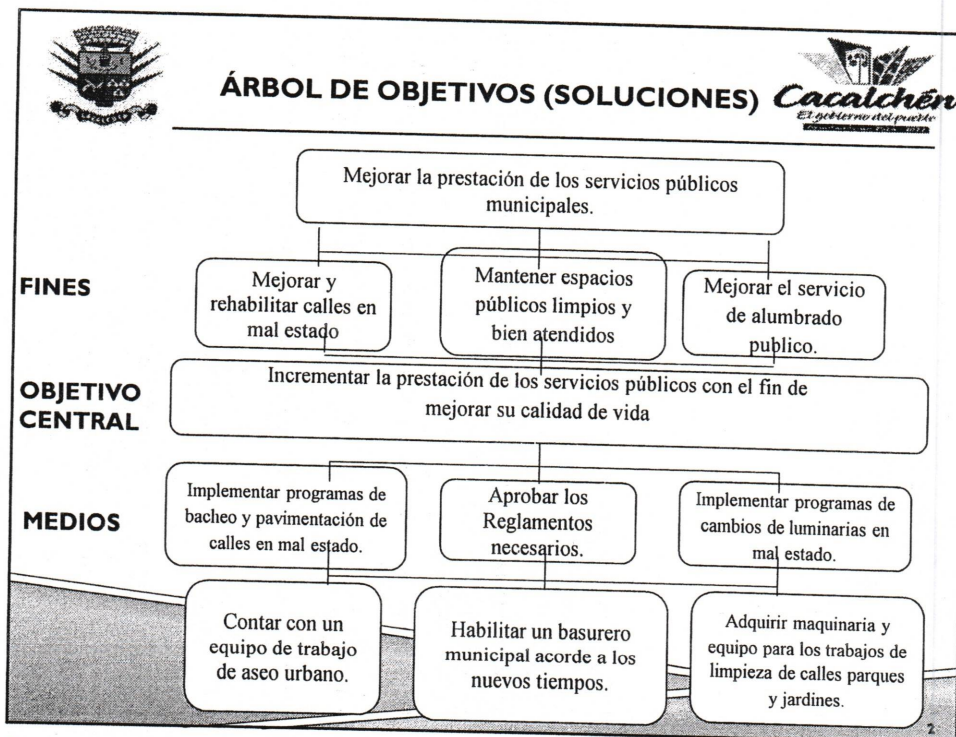 ÁRBOL DE OBJETIVOS (SOLUCIONES)
Cacalchén
El gobierno del pueblo
Mejorar la prestación de los servicios públicos
municipales.
FINES
Mejorar y
rehabilitar calles en
mal estado
Mantener espacios
públicos limpios y
bien atendidos
Mejorar el servicio
de alumbrado
publico.
OBJETIVO
CENTRAL
Incrementar la prestación de los servicios públicos con el fin de
mejorar su calidad de vida
MEDIOS
Implementar programas de
bacheo y pavimentación de
calles en mal estado.
Aprobar los
Reglamentos
necesarios.
Implementar programas de
cambios de luminarias en
mal estado.
Contar con un
equipo de trabajo
de aseo urbano.
Habilitar un basurero
municipal acorde a los
nuevos tiempos.
Adquirir maquinaria y
equipo para los trabajos de
limpieza de calles parques
y jardines.
2